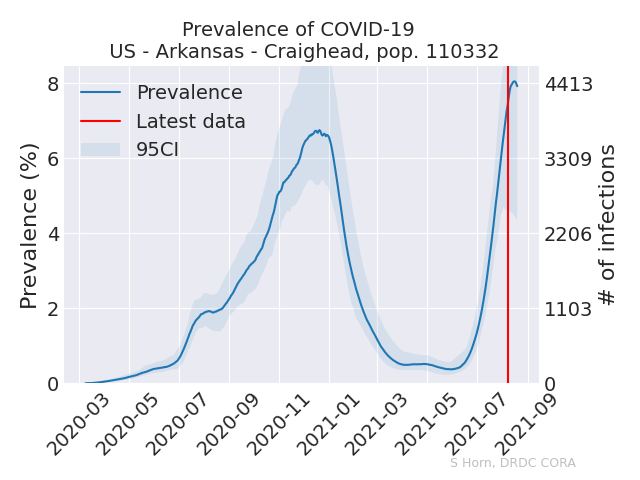 Prevalence of COVID-19
US - Arkansas - Craighead, pop. 110332
Prevalence
Latest data
95CI
Prevalence (%)
8
6
4
2
0
4413
3309
2206
1103
0
# of infections
2020-03
2020-05
2020-07
2020-09
2020-11
2021-01
2021-03
2021-05
2021-07
2021-09
S Horn, DRDC CORA